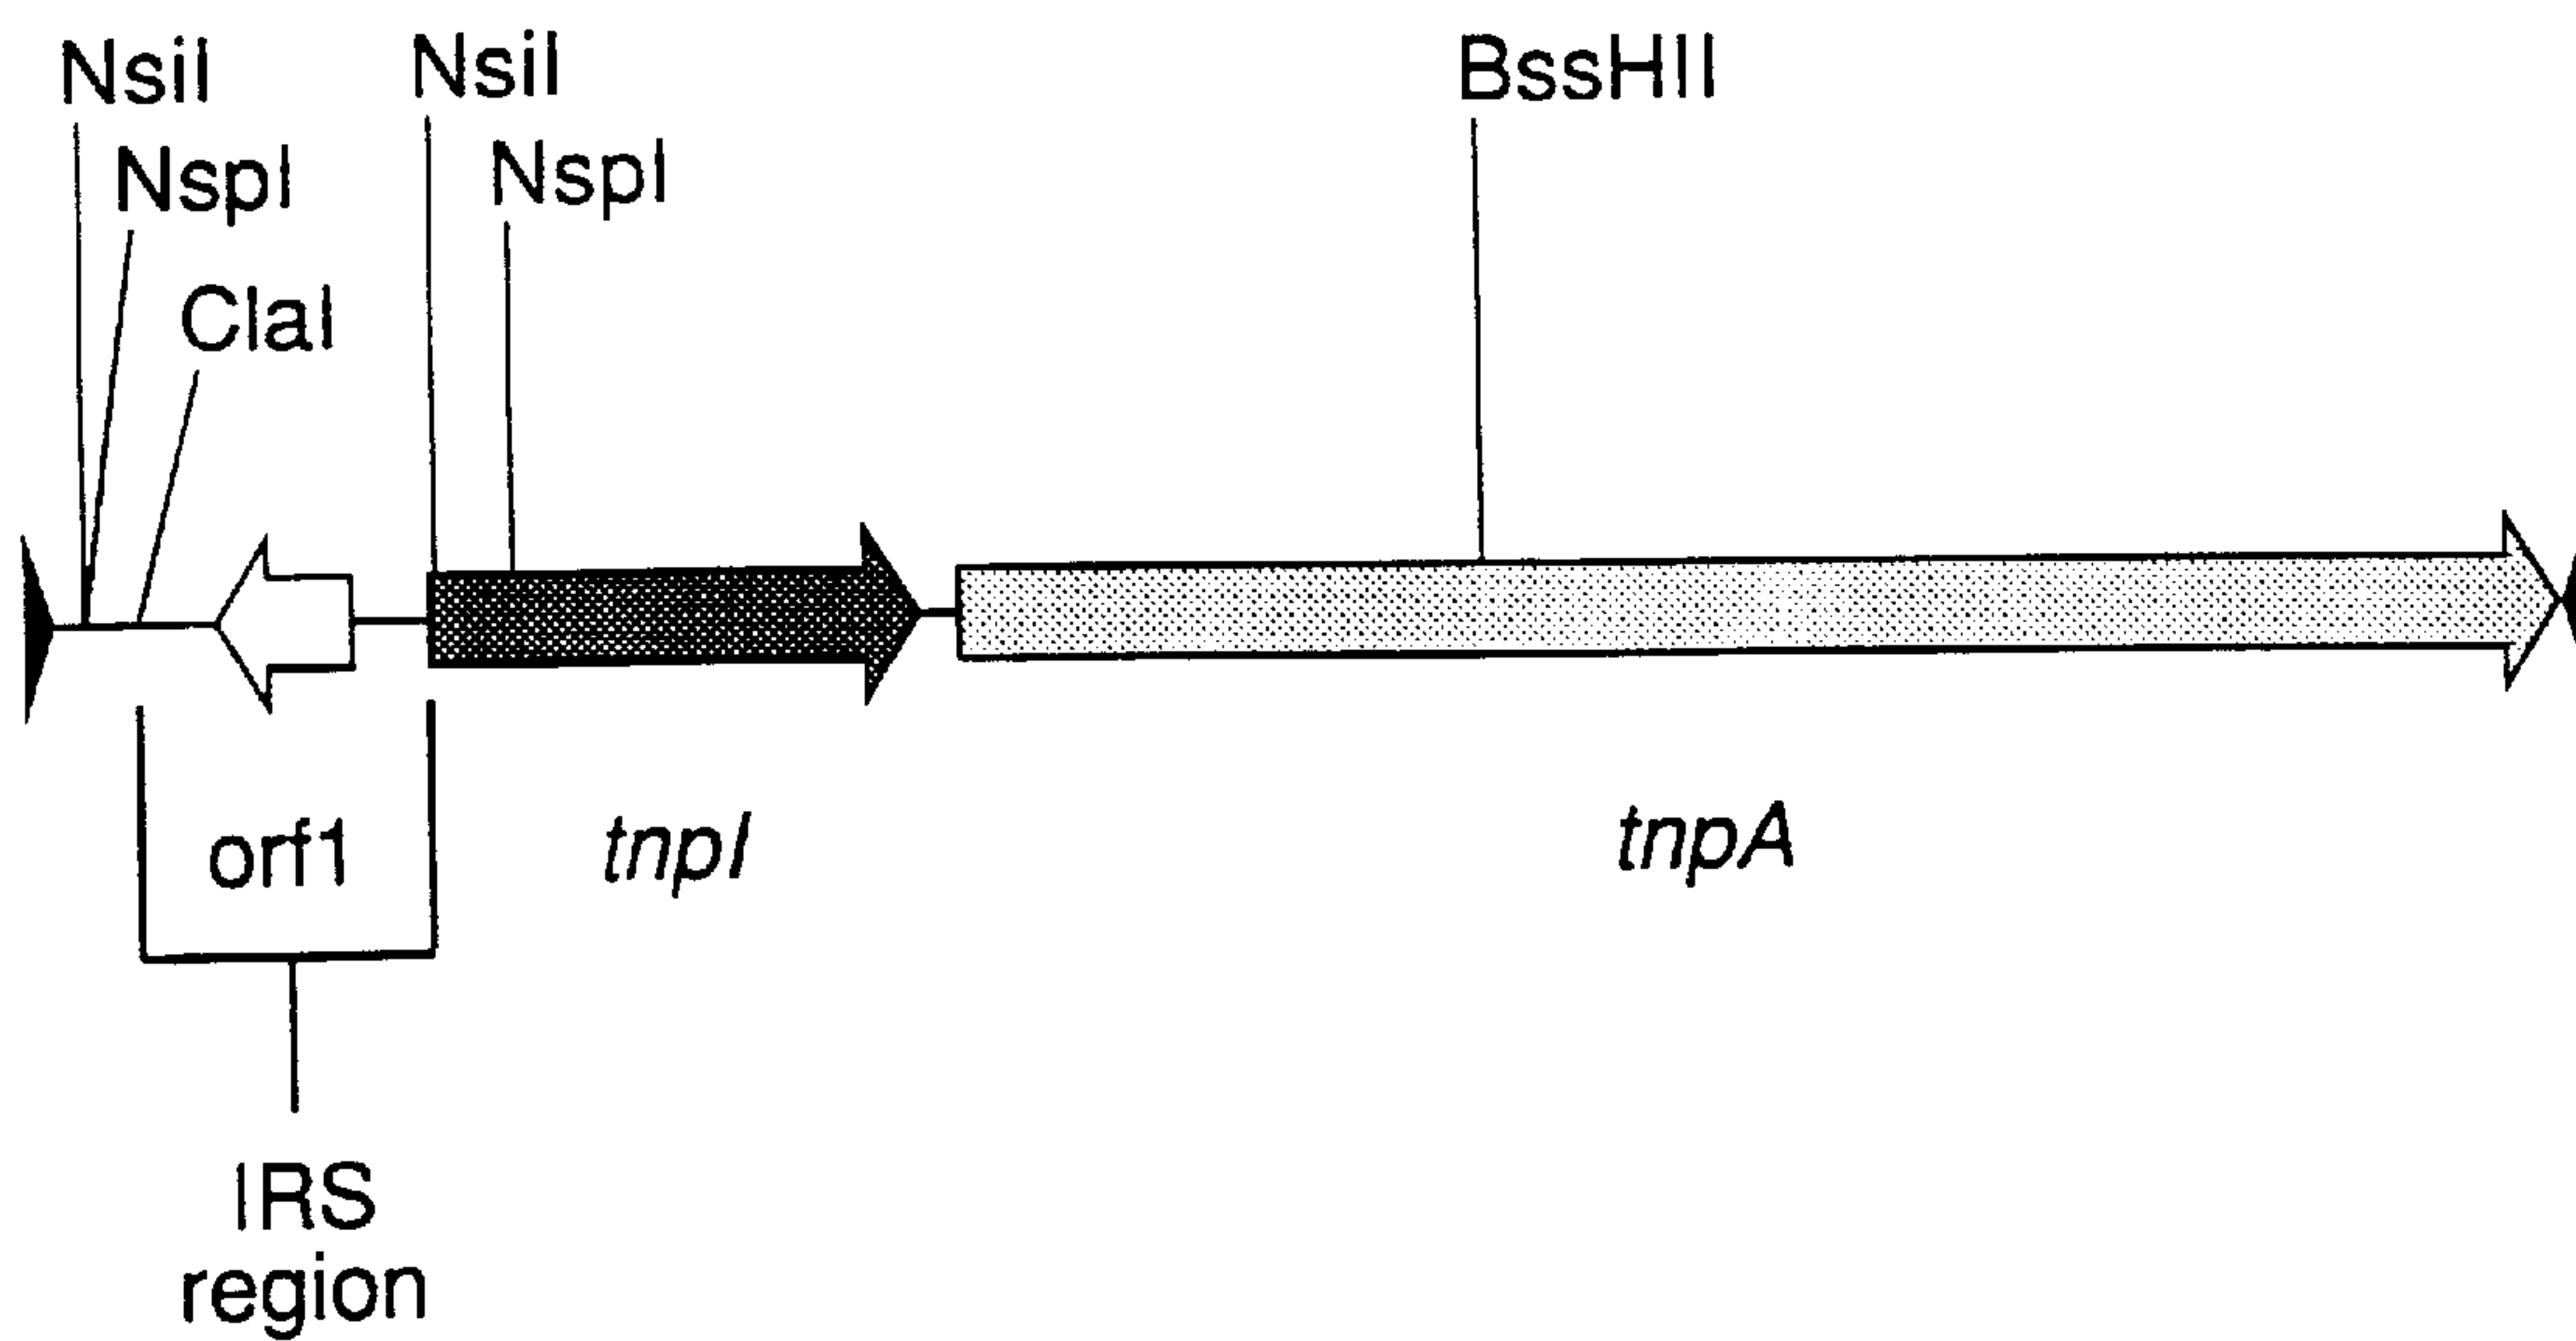 NsiI
NsiI
BssHII
NspI
NspI
ClaI
orf1
tnpI
tnpA
IRS
region